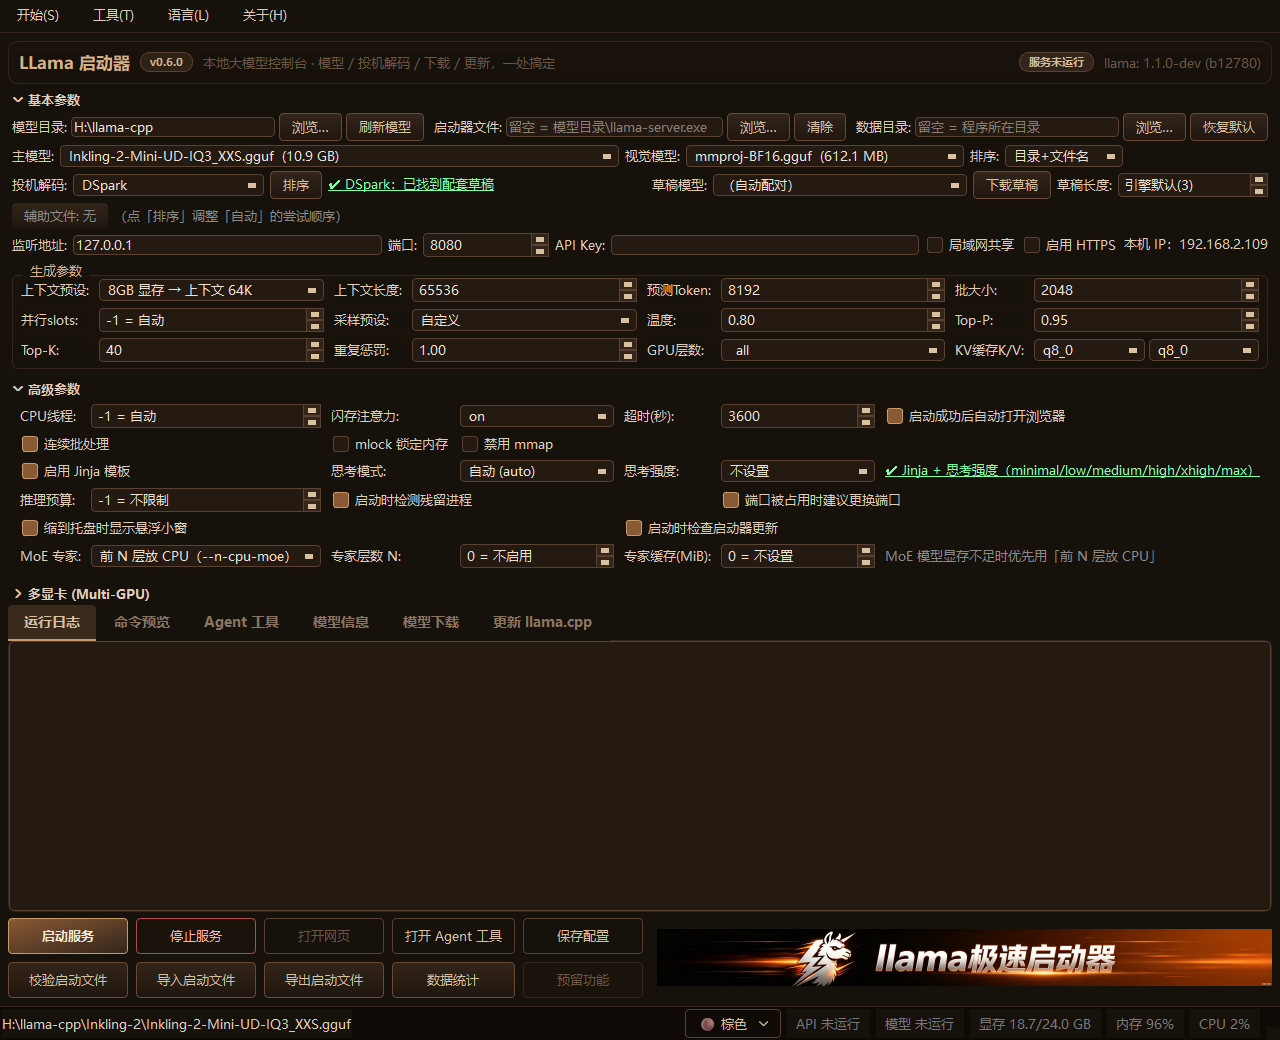 开始(S) 工具(T) 语言(L) 关于(H)
LLama 启动器 v0.6.0 本地大模型控制台 · 模型 / 投机解码 / 下载 / 更新，一处搞定 服务未运行 llama: 1.1.0-dev (b12780)
基本参数
模型目录: H:\llama-cpp 浏览... 刷新模型 启动器文件: 留空 = 模型目录\llama-server.exe 浏览... 清除 数据目录: 留空 = 程序所在目录 浏览... 恢复默认
主模型: Inkling-2-Mini-UD-IQ3_XXS.gguf (10.9 GB) 视觉模型: mmproj-BF16.gguf (612.1 MB) 排序: 目录+文件名
投机解码: DSpark 排序 ✔ DSpark：已找到配套草稿 草稿模型: （自动配对） 下载草稿 草稿长度: 引擎默认(3)
辅助文件: 无 （点「排序」调整「自动」的尝试顺序）
监听地址: 127.0.0.1 端口: 8080 API Key: 局域网共享 启用 HTTPS 本机 IP：192.168.2.109
生成参数
上下文预设: 8GB 显存 → 上下文 64K 上下文长度: 65536 预测Token: 8192 批大小: 2048
并行slots: -1 = 自动 采样预设: 自定义 温度: 0.80 Top-P: 0.95
Top-K: 40 重复惩罚: 1.00 GPU层数: all KV缓存K/V: q8_0 q8_0
高级参数
CPU线程: -1 = 自动 闪存注意力: on 超时(秒): 3600 启动成功后自动打开浏览器
连续批处理 mlock 锁定内存 禁用 mmap
启用 Jinja 模板 思考模式: 自动 (auto) 思考强度: 不设置 ✔ Jinja + 思考强度（minimal/low/medium/high/xhigh/max）
推理预算: -1 = 不限制 启动时检测残留进程 端口被占用时建议更换端口
缩到托盘时显示悬浮小窗 启动时检查启动器更新
MoE 专家: 前 N 层放 CPU（--n-cpu-moe） 专家层数 N: 0 = 不启用 专家缓存(MiB): 0 = 不设置 MoE 模型显存不足时优先用「前 N 层放 CPU」
多显卡 (Multi-GPU)
运行日志 命令预览 Agent 工具 模型信息 模型下载 更新 llama.cpp
启动服务 停止服务 打开网页 打开 Agent 工具 保存配置
llama极速启动器
校验启动文件 导入启动文件 导出启动文件 数据统计 预留功能
H:\llama-cpp\Inkling-2\Inkling-2-Mini-UD-IQ3_XXS.gguf 棕色 API 未运行 模型 未运行 显存 18.7/24.0 GB 内存 96% CPU 2%